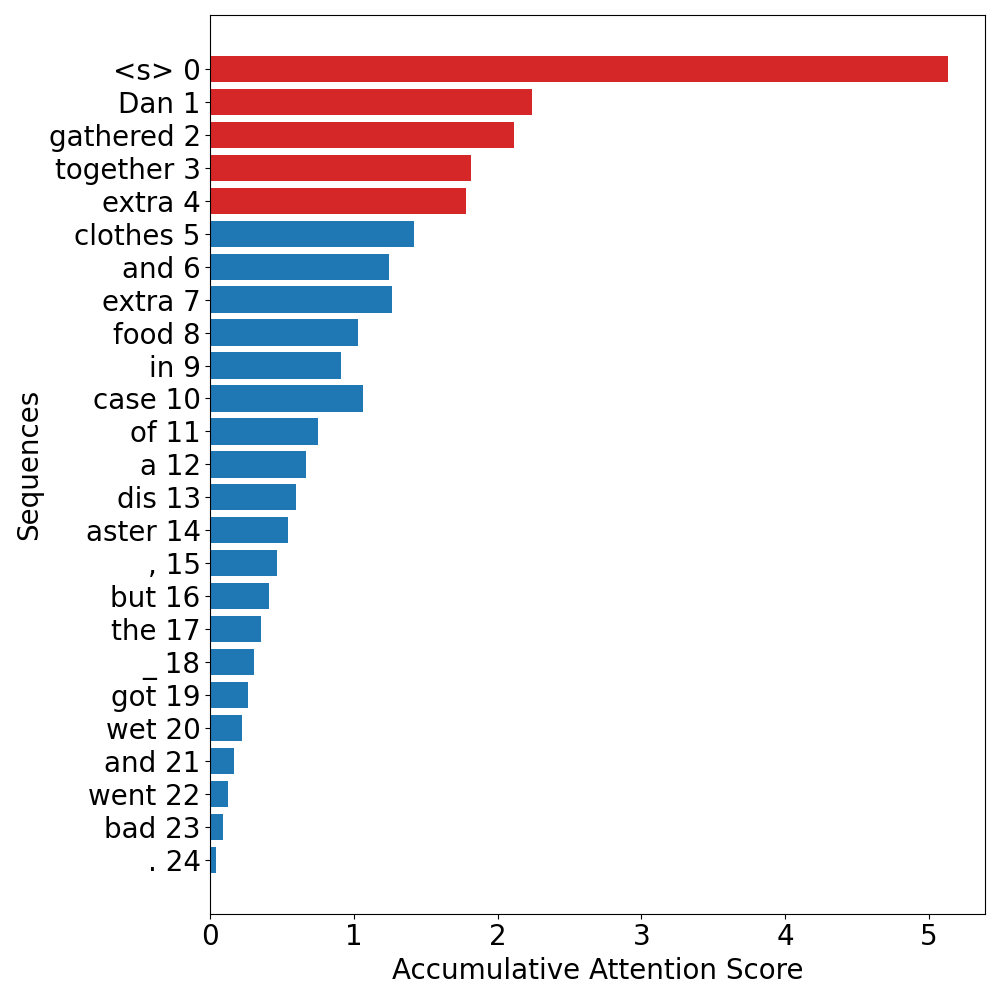 <s> 0
Dan 1
gathered 2
together 3
extra 4
clothes 5
and 6
extra 7
food 8
in 9
case 10
of 11
a 12
dis 13
aster 14
, 15
but 16
the 17
_ 18
got 19
wet 20
and 21
went 22
bad 23
. 24
Sequences
0 1 2 3 4 5
Accumulative Attention Score